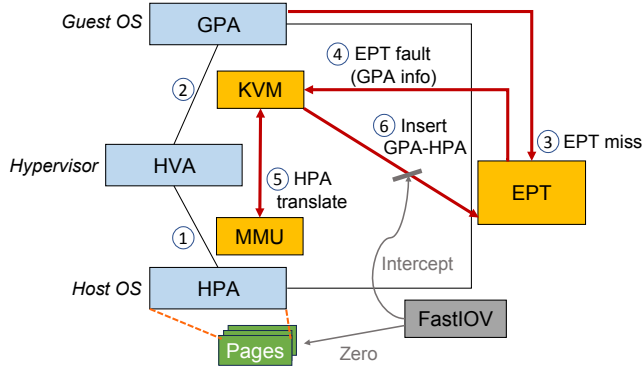 Guest OS
GPA
④ EPT fault
(GPA info)
②
KVM
⑥ Insert
GPA-HPA
③ EPT miss
Hypervisor
HVA
⑤ HPA
translate
EPT
①
MMU
Intercept
Host OS
HPA
FastIOV
Pages
Zero